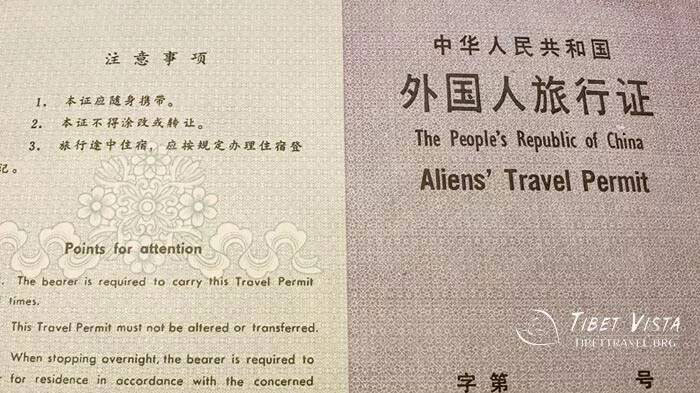 注意事项
1. 本证应随身携带。
2. 本证不得涂改或转让。
3. 旅行途中住宿，应按规定办理住宿登
记。
Points for attention
The bearer is required to carry this Travel Permit
times.
This Travel Permit must not be altered or transferred.
When stopping overnight, the bearer is required to
for residence in accordance with the concerned
中华人民共和国
外国人旅行证
The People's Republic of China
Aliens' Travel Permit
TIBET VISTA
TIBETTRAVEL.ORG
字第 号